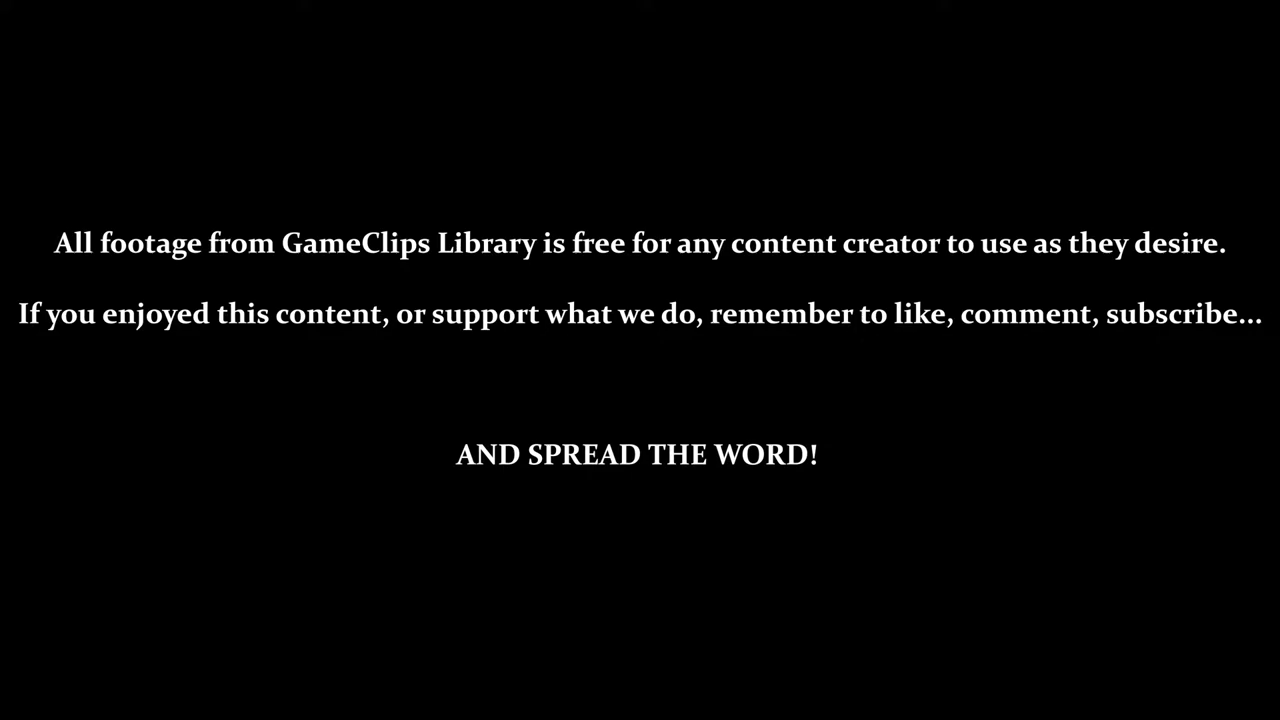 All footage from GameClips Library is free for any content creator to use as they desire.
If you enjoyed this content, or support what we do, remember to like, comment, subscribe...
AND SPREAD THE WORD!